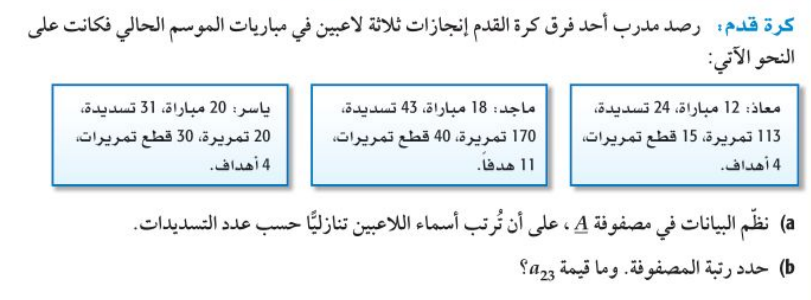 كرة قدم: رصد مدرب أحد فرق كرة القدم إنجازات ثلاثة لاعبين في مباريات الموسم الحالي فكانت على
النحو الآتي:
معاذ: 12 مباراة، 24 تسديدة،
113 تمريرة، 15 قطع تمريرات،
4 أهداف.
ماجد: 18 مباراة، 43 تسديدة،
170 تمريرة، 40 قطع تمريرات،
11 هدفاً.
ياسر: 20 مباراة، 31 تسديدة،
20 تمريرة، 30 قطع تمريرات،
4 أهداف.
(a نظّم البيانات في مصفوفة A ، على أن تُرتب أسماء اللاعبين تنازليًّا حسب عدد التسديدات.
(b حدد رتبة المصفوفة. وما قيمة a23؟